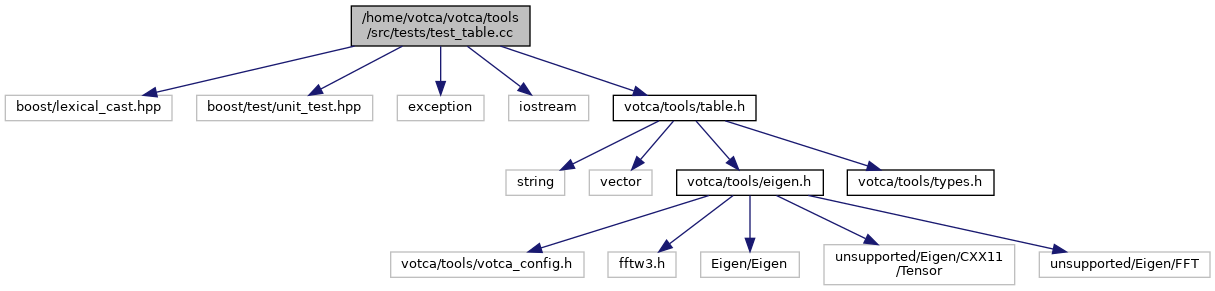 /home/votca/votca/tools
/src/tests/test_table.cc
boost/lexical_cast.hpp
boost/test/unit_test.hpp
exception
iostream
votca/tools/table.h
string
vector
votca/tools/eigen.h
votca/tools/types.h
votca/tools/votca_config.h
fftw3.h
Eigen/Eigen
unsupported/Eigen/CXX11
/Tensor
unsupported/Eigen/FFT